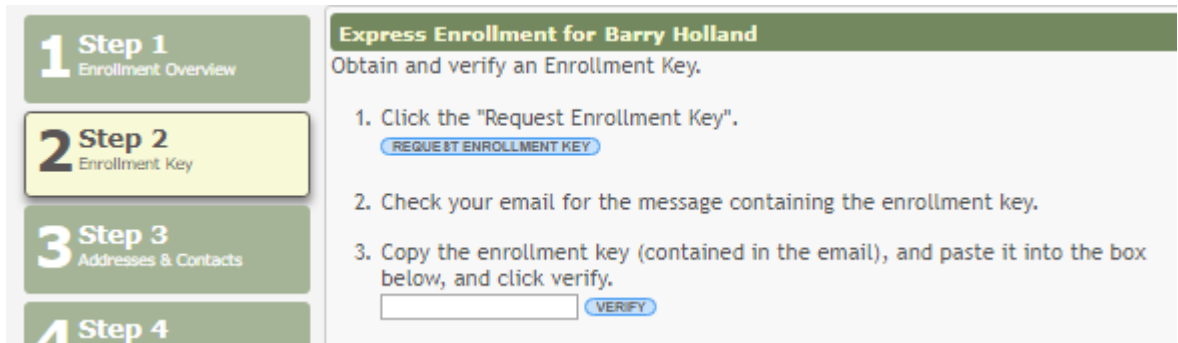 1 Step 1
Enrollment Overview
2 Step 2
Enrollment Key
3 Step 3
Addresses & Contacts
4 Step 4
Express Enrollment for Barry Holland
Obtain and verify an Enrollment Key.
1. Click the "Request Enrollment Key".
REQUEST ENROLLMENT KEY
2. Check your email for the message containing the enrollment key.
3. Copy the enrollment key (contained in the email), and paste it into the box
below, and click verify.
VERIFY